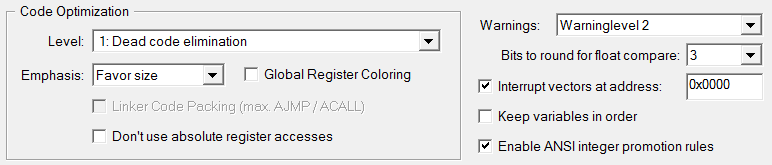 Code Optimization
Level: 1: Dead code elimination
Emphasis: Favor size
Global Register Coloring
Linker Code Packing (max. AJMP / ACALL)
Don't use absolute register accesses
Warnings: Warninglevel 2
Bits to round for float compare: 3
Interrupt vectors at address: 0x0000
Keep variables in order
Enable ANSI integer promotion rules